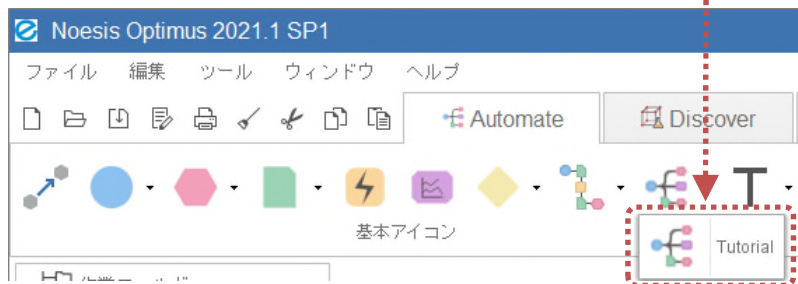 Noesis Optimus 2021.1 SP1
ファイル 編集 ツール ウィンドウ ヘルプ
Automate Discover
基本アイコン
Tutorial